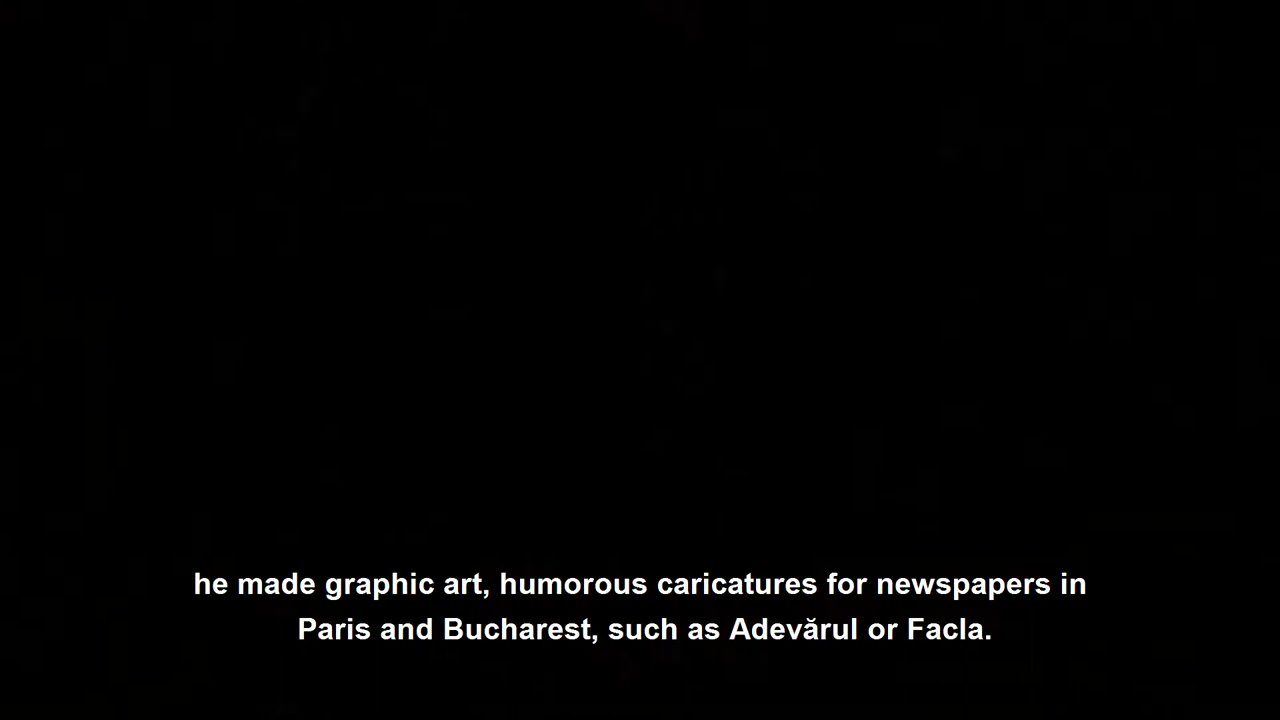 he made graphic art, humorous caricatures for newspapers in
Paris and Bucharest, such as Adevărul or Facla.